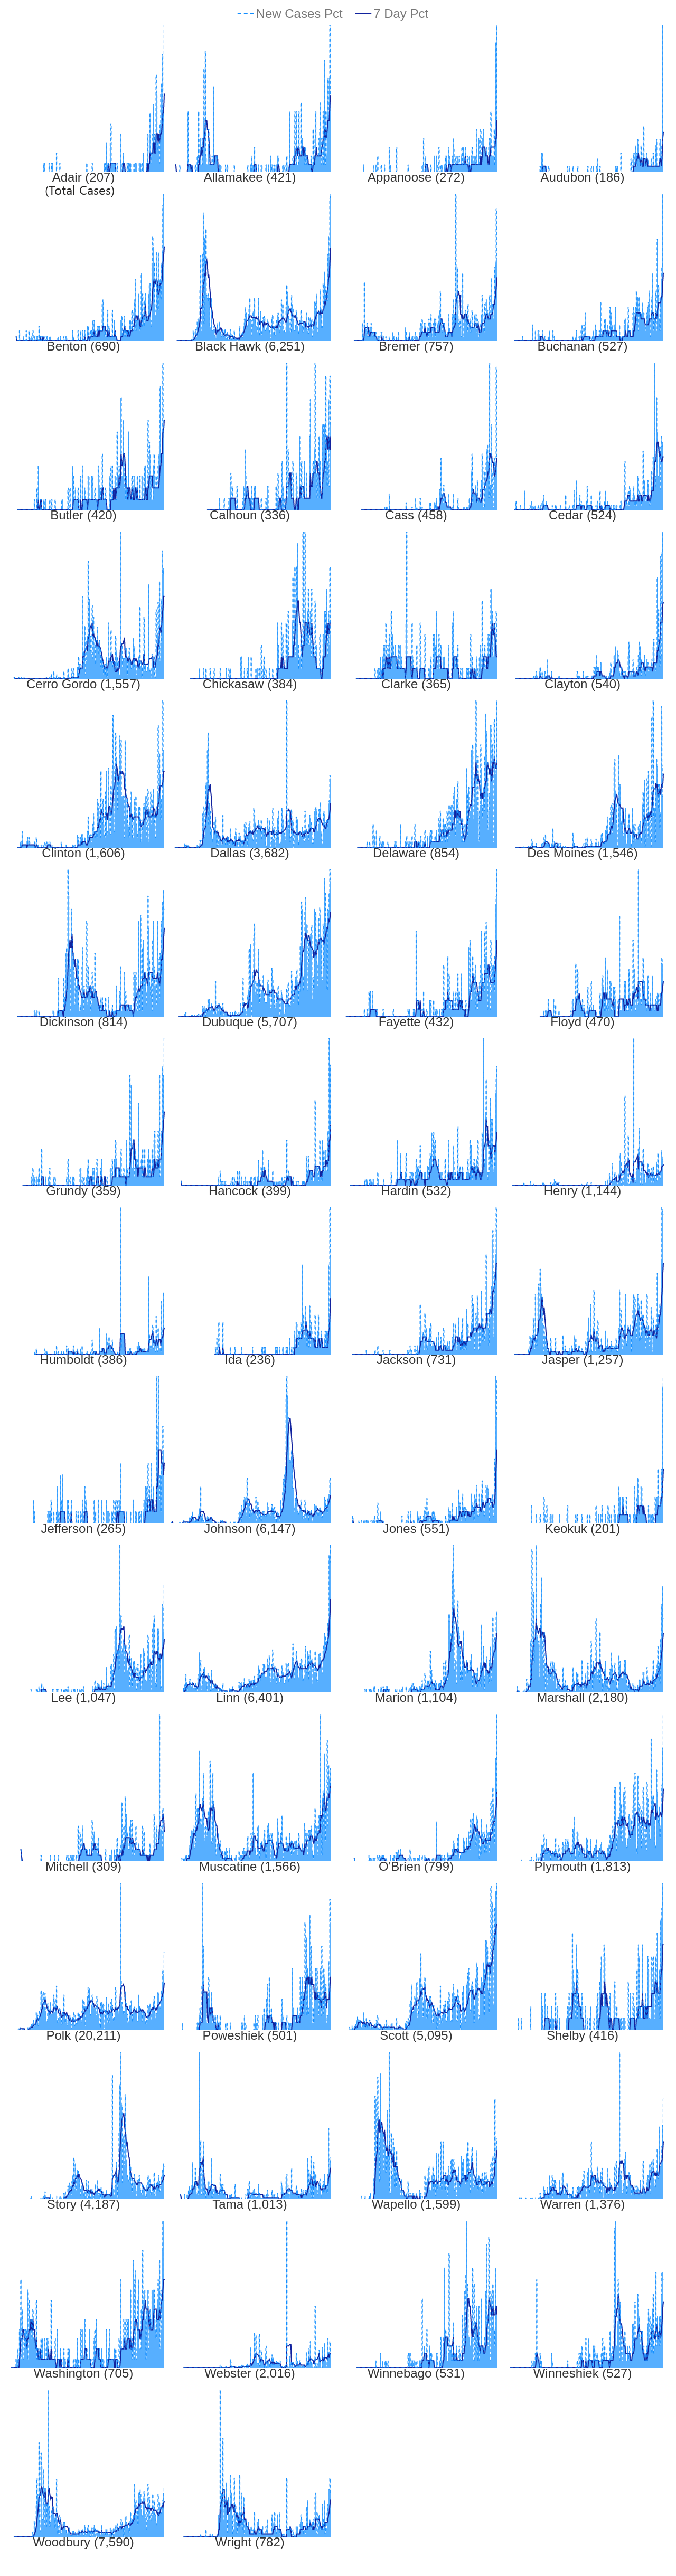 New Cases Pct 7 Day Pct
Adair (207) Allamakee (421) Appanoose (272) Audubon (186)
(Total Cases)
Benton (690) Black Hawk (6,251) Bremer (757) Buchanan (527)
Butler (420) Calhoun (336) Cass (458) Cedar (524)
Cerro Gordo (1,557) Chickasaw (384) Clarke (365) Clayton (540)
Clinton (1,606) Dallas (3,682) Delaware (854) Des Moines (1,546)
Dickinson (814) Dubuque (5,707) Fayette (432) Floyd (470)
Grundy (359) Hancock (399) Hardin (532) Henry (1,144)
Humboldt (386) Ida (236) Jackson (731) Jasper (1,257)
Jefferson (265) Johnson (6,147) Jones (551) Keokuk (201)
Lee (1,047) Linn (6,401) Marion (1,104) Marshall (2,180)
Mitchell (309) Muscatine (1,566) O'Brien (799) Plymouth (1,813)
Polk (20,211) Poweshiek (501) Scott (5,095) Shelby (416)
Story (4,187) Tama (1,013) Wapello (1,599) Warren (1,376)
Washington (705) Webster (2,016) Winnebago (531) Winneshiek (527)
Woodbury (7,590) Wright (782)